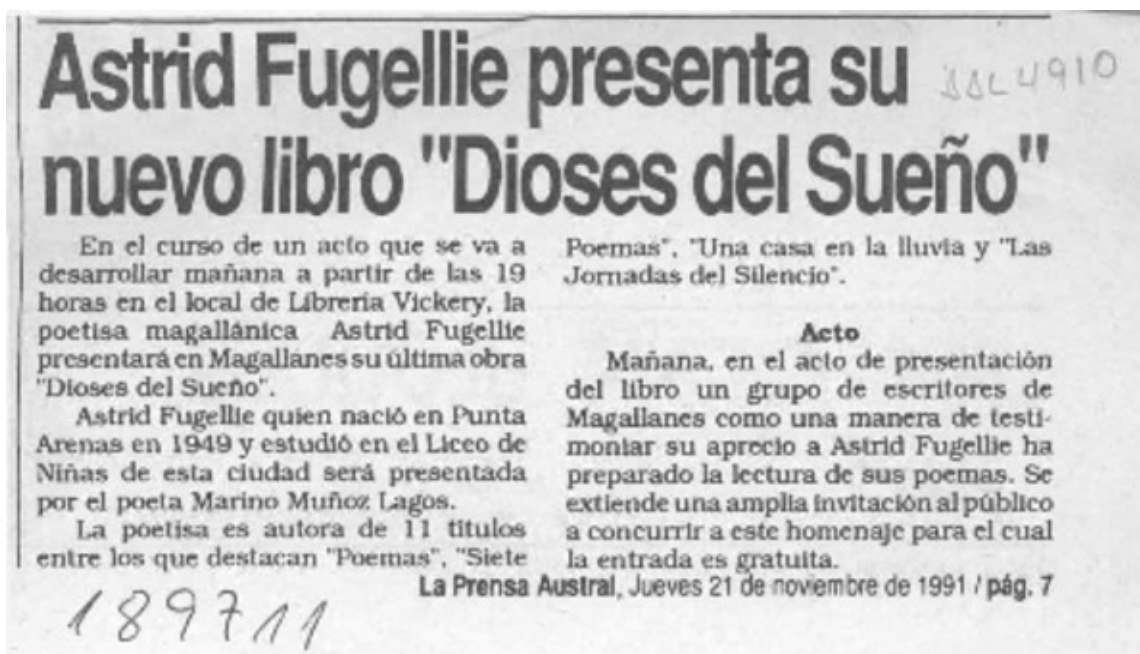 Astrid Fugellie presenta su
nuevo libro "Dioses del Sueño"
En el curso de un acto que se va a
desarrollar mañana a partir de las 19
horas en el local de Librería Vickery, la
poetisa magallánica Astrid Fugellie
presentará en Magallánes su última obra
"Dioses del Sueño".
Astrid Fugellie quien nació en Punta
Arenas en 1949 y estudió en el Liceo de
Niñas de esta ciudad será presentada
por el poeta Marino Muñoz Lagos.
La poetisa es autora de 11 títulos
entre los que destacan "Poemas", "Siete
Poemas", "Una casa en la lluvia y "Las
Jornadas del Silencio".
Acto
Mañana, en el acto de presentación
del libro un grupo de escritores de
Magallanes como una manera de testi-
moniar su aprecio a Astrid Fugellie ha
preparado la lectura de sus poemas. Se
extiende una amplia invitación al público
a concurrir a este homenaje para el cual
la entrada es gratuita.
La Prensa Austral, Jueves 21 de noviembre de 1991 / pág. 7
4910
189711